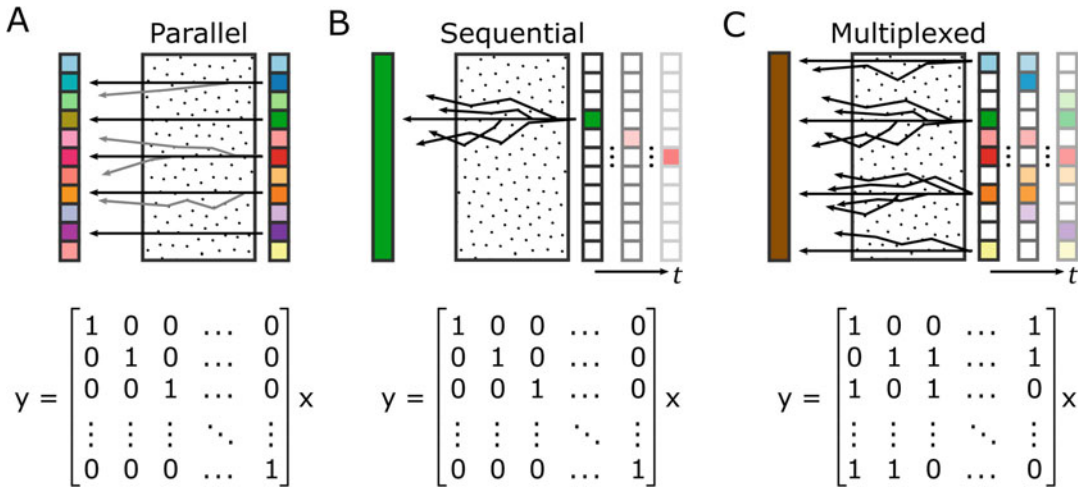 A Parallel
B Sequential
C Multiplexed
t
t
y = [1 0 0 ... 0] x
[0 1 0 ... 0]
[0 0 1 ... 0]
[⋮ ⋮ ⋮ ⋱ ⋮]
[0 0 0 ... 1]
y = [1 0 0 ... 0] x
[0 1 0 ... 0]
[0 0 1 ... 0]
[⋮ ⋮ ⋮ ⋱ ⋮]
[0 0 0 ... 1]
y = [1 0 0 ... 1] x
[0 1 1 ... 1]
[1 0 1 ... 0]
[⋮ ⋮ ⋮ ⋱ ⋮]
[1 1 0 ... 0]